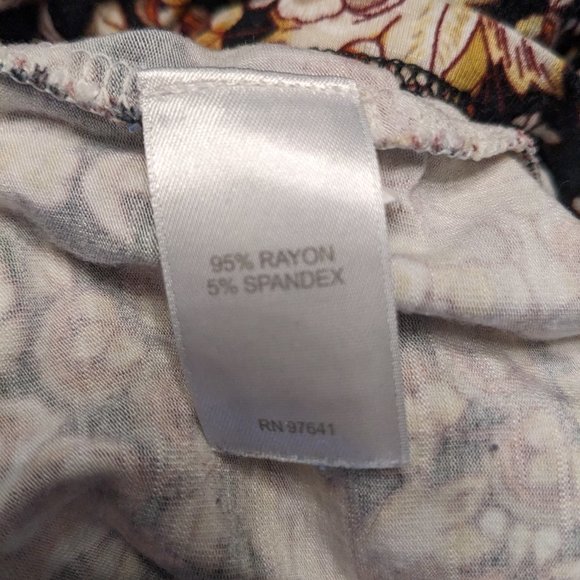 95% RAYON
5% SPANDEX
RN 97641